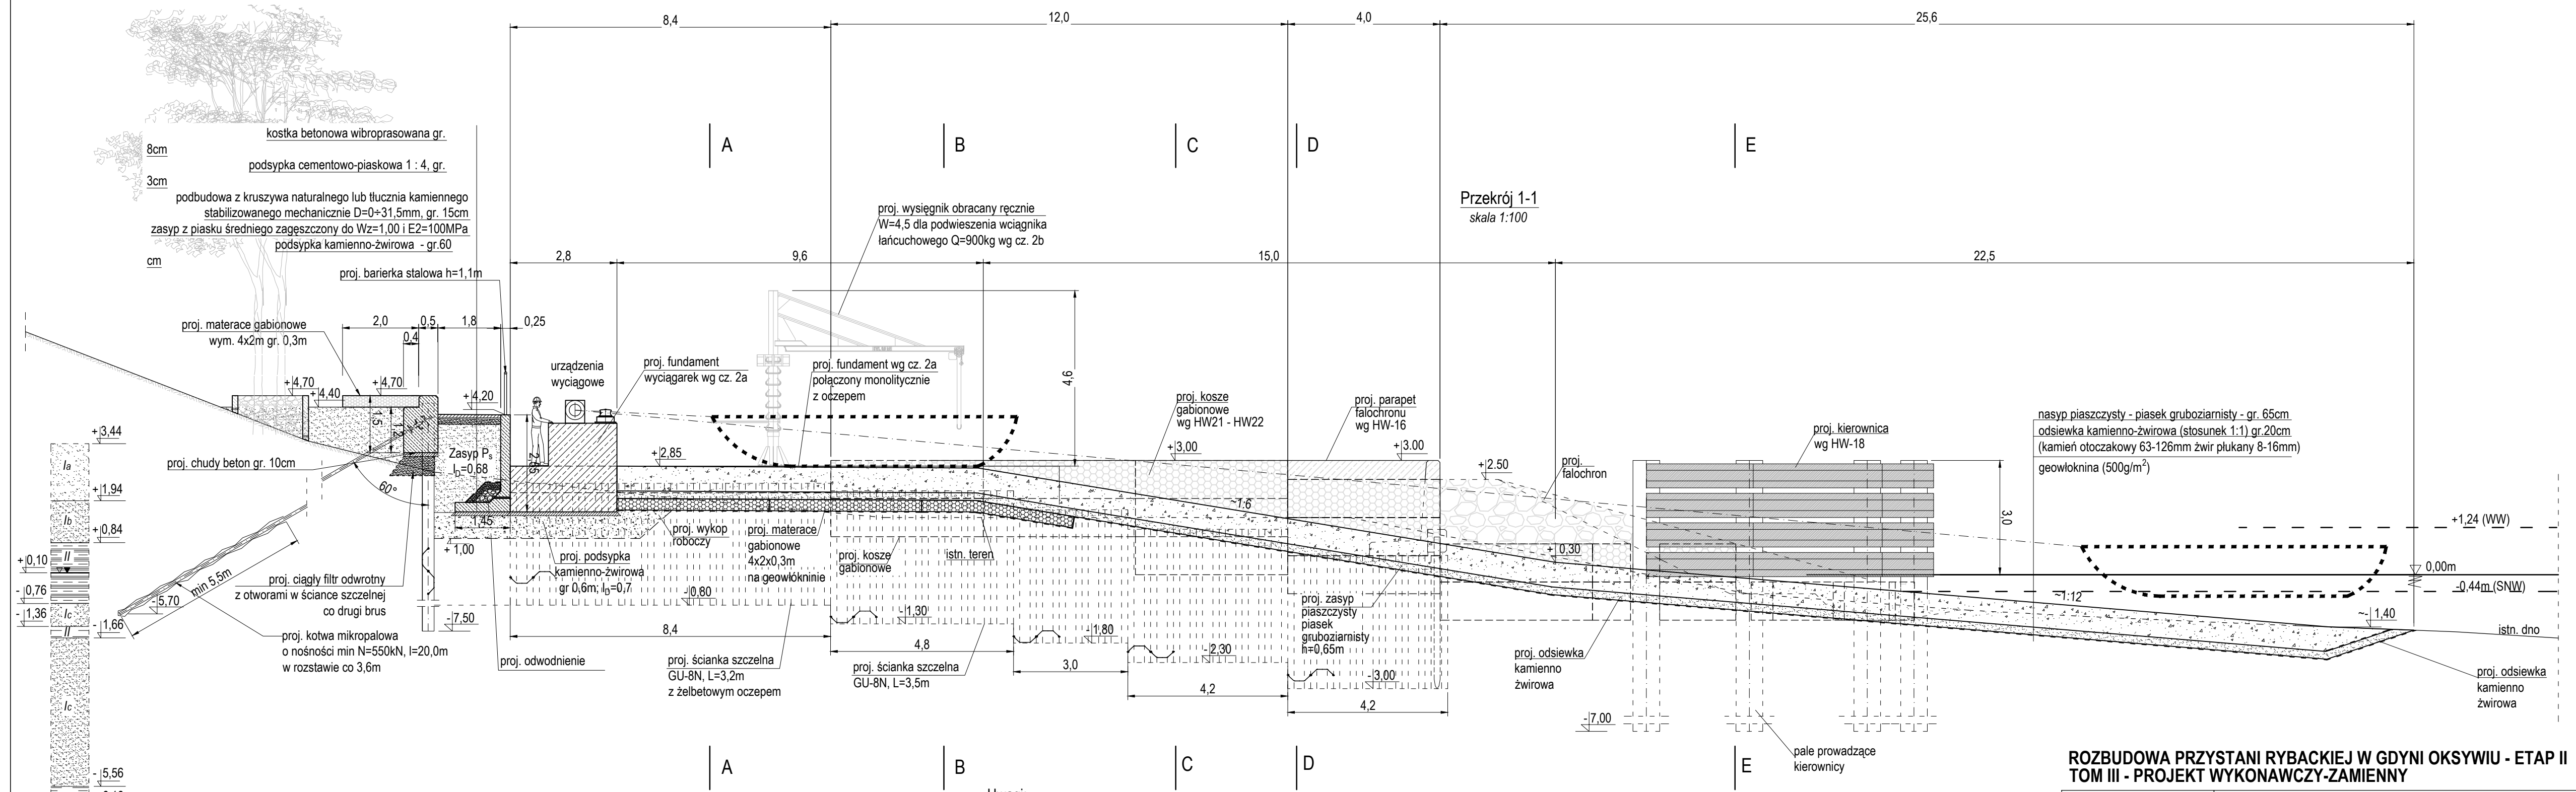 8,4
12,0
4,0
25,6
kostka betonowa wibroprasowana gr.
8cm
podsypka cementowo-piaskowa 1 : 4, gr.
3cm
podbudowa z kruszywa naturalnego lub tłucznia kamiennego
stabilizowanego mechanicznie D=0÷31,5mm, gr. 15cm
zasyp z piasku średniego zagęszczony do Wz=1,00 i E2=100MPa
podsypka kamienno-żwirowa - gr.60
cm
A
B
C
D
E
Przekrój 1-1
skala 1:100
proj. wysięgnik obracany ręcznie
W=4,5 dla podwieszenia wciągnika
łańcuchowego Q=900kg wg cz. 2b
2,8
9,6
15,0
22,5
proj. barierka stalowa h=1,1m
proj. materace gabionowe
wym. 4x2m gr. 0,3m
2,0
0,5
1,8
0,25
0,4
urządzenia
wyciągowe
proj. fundament
wyciągarek wg cz. 2a
proj. fundament wg cz. 2a
połączony monolitycznie
z oczepem
4,6
proj. kosze
gabionowe
wg HW21 - HW22
proj. parapet
falochronu
wg HW-16
proj. kierownica
wg HW-18
nasyp piaszczysty - piasek gruboziarnisty - gr. 65cm
odsiewka kamienno-żwirowa (stosunek 1:1) gr.20cm
(kamień otoczakowy 63-126mm żwir płukany 8-16mm)
geowłoknina (500g/m²)
+ 4,70
+ 4,40
+ 4,70
+ 4,20
1,5
1,2
2,65
+ 3,44
Ia
+ 1,94
Ib
+ 0,84
II
+ 0,10
- 0,76
Ic
- 1,36
II
- 1,66
Ic
- 5,56
proj. chudy beton gr. 10cm
60°
Zasyp Ps
ID=0,68
1,45
+ 2,85
+ 3,00
+ 3.00
+ 2.50
proj.
falochron
3,0
~1:6
+ 0,30
+1,24 (WW)
0,00m
-0,44m (SNW)
~1:12
~- 1,40
istn. dno
+ 1,00
proj. podsypka
kamienno-żwirowa
gr 0,6m; ID=0,7
proj. wykop
roboczy
proj. materace
gabionowe
4x2x0,3m
na geowłókninie
proj. kosze
gabionowe
istn. teren
min 5,5m
- 5,70
proj. ciągły filtr odwrotny
z otworami w ściance szczelnej
co drugi brus
proj. kotwa mikropalowa
o nośności min N=550kN, l=20,0m
w rozstawie co 3,6m
- 7,50
proj. odwodnienie
- 0,80
8,4
proj. ścianka szczelna
GU-8N, L=3,2m
z żelbetowym oczepem
- 1,30
4,8
proj. ścianka szczelna
GU-8N, L=3,5m
- 1,80
3,0
- 2,30
4,2
proj. zasyp
piaszczysty
piasek
gruboziarnisty
h=0,65m
- 3,00
4,2
proj. odsiewka
kamienno
żwirowa
- 7,00
pale prowadzące
kierownicy
proj. odsiewka
kamienno
żwirowa
A
B
C
D
E
ROZBUDOWA PRZYSTANI RYBACKIEJ W GDYNI OKSYWIU - ETAP II
TOM III - PROJEKT WYKONAWCZY-ZAMIENNY